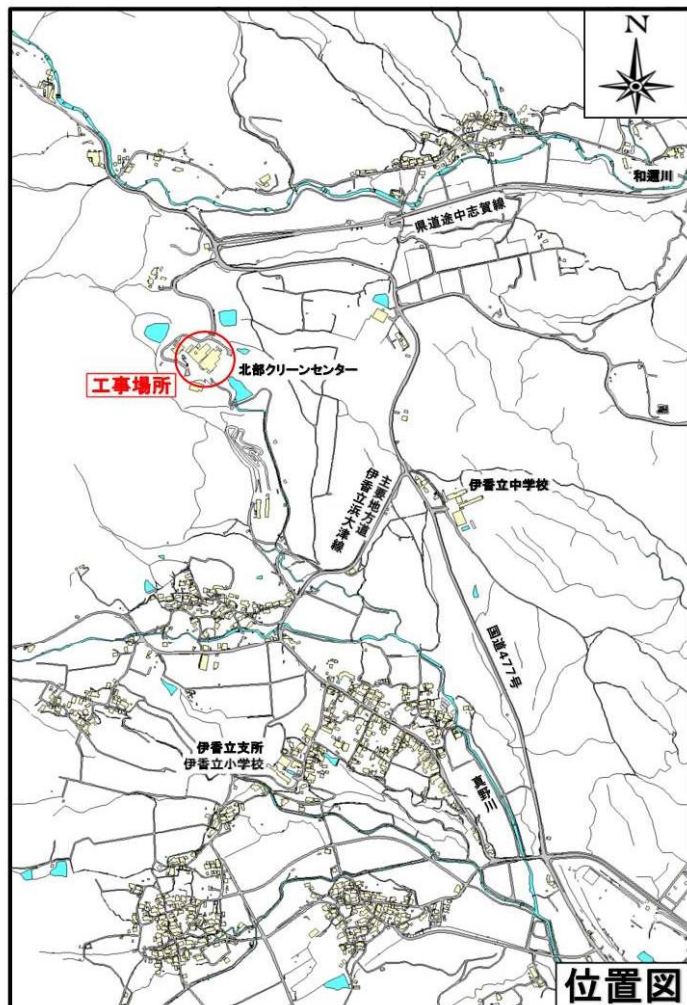 N
和邇川
県道途中志賀線
北部クリーンセンター
工事場所
主要地方道
伊香立浜大津線
伊香立中学校
国道477号
伊香立支所
伊香立小学校
真野川
位置図